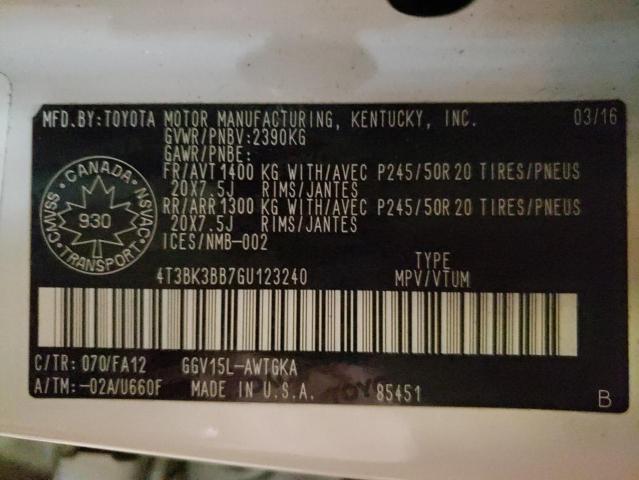 MFD.BY:TOYOTA MOTOR MANUFACTURING, KENTUCKY, INC. 03/16
GVWR/PNBV:2390KG
GAWR/PNBE:
FR/AVT 1400 KG WITH/AVEC P245/50R20 TIRES/PNEUS
20X7.5J RIMS/JANTES
RR/ARR 1300 KG WITH/AVEC P245/50R20 TIRES/PNEUS
20X7.5J RIMS/JANTES
ICES/NMB-002
CANADA · NSVAC · TRANSPORT · CMVSS ·
930
TYPE
4T3BK3BB7GU123240 MPV/VTUM
C/TR: 070/FA12 GGV15L-AWTGKA
A/TM: -02A/U660F MADE IN U.S.A. 85451
B